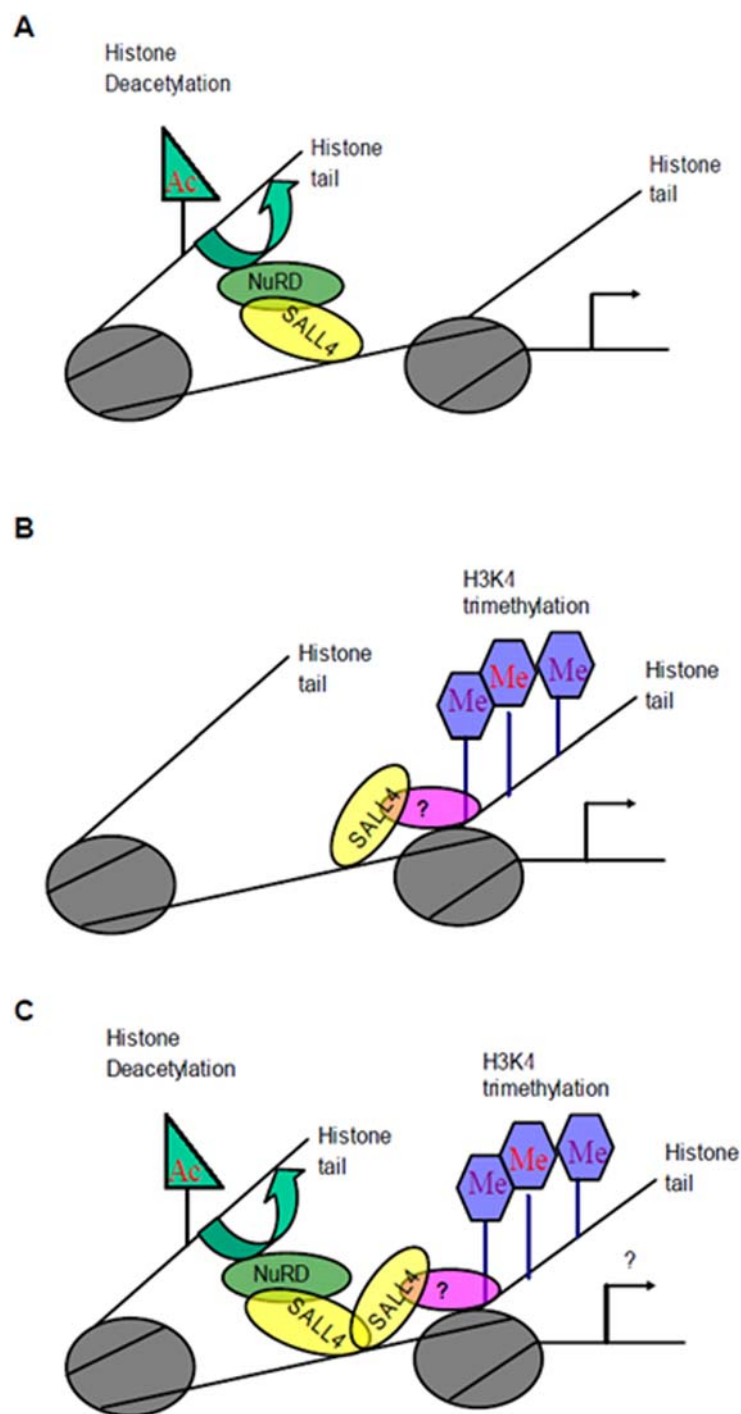 A
Histone
Deacetylation
Ac
Histone
tail
Histone
tail
NuRD
SALL4
B
H3K4
trimethylation
Histone
tail
Me Me Me
Histone
tail
SALL4
?
C
Histone
Deacetylation
H3K4
trimethylation
Ac
Histone
tail
Me Me Me
Histone
tail
NuRD
SALL4
SALL4
?
?